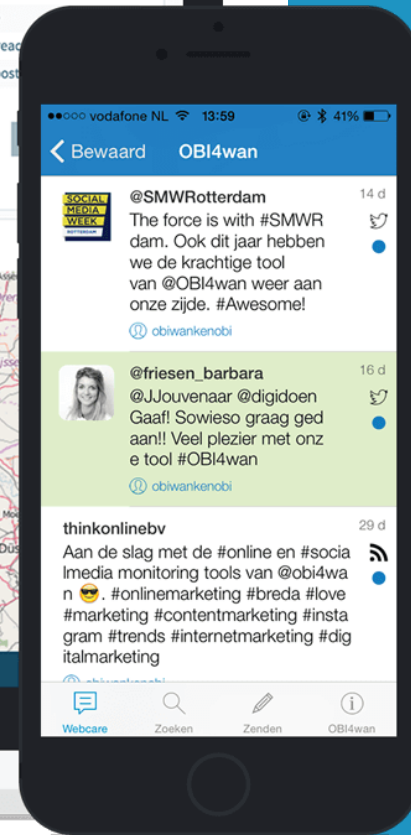 vodafone NL 13:59 41%
Bewaard OBI4wan
SOCIAL
MEDIA
WEEK
ROTTERDAM
@SMWRotterdam 14 d
The force is with #SMWR
dam. Ook dit jaar hebben
we de krachtige tool
van @OBI4wan weer aan
onze zijde. #Awesome!
obiwankenobi
@friesen_barbara 16 d
@JJouvenaar @digidoen
Gaaf! Sowieso graag ged
aan!! Veel plezier met onz
e tool #OBI4wan
obiwankenobi
thinkonlinebv 29 d
Aan de slag met de #online en #socia
lmedia monitoring tools van @obi4wa
n 😎. #onlinemarketing #breda #love
#marketing #contentmarketing #insta
gram #trends #internetmarketing #dig
italmarketing
Webcare Zoeken Zenden OBI4wan